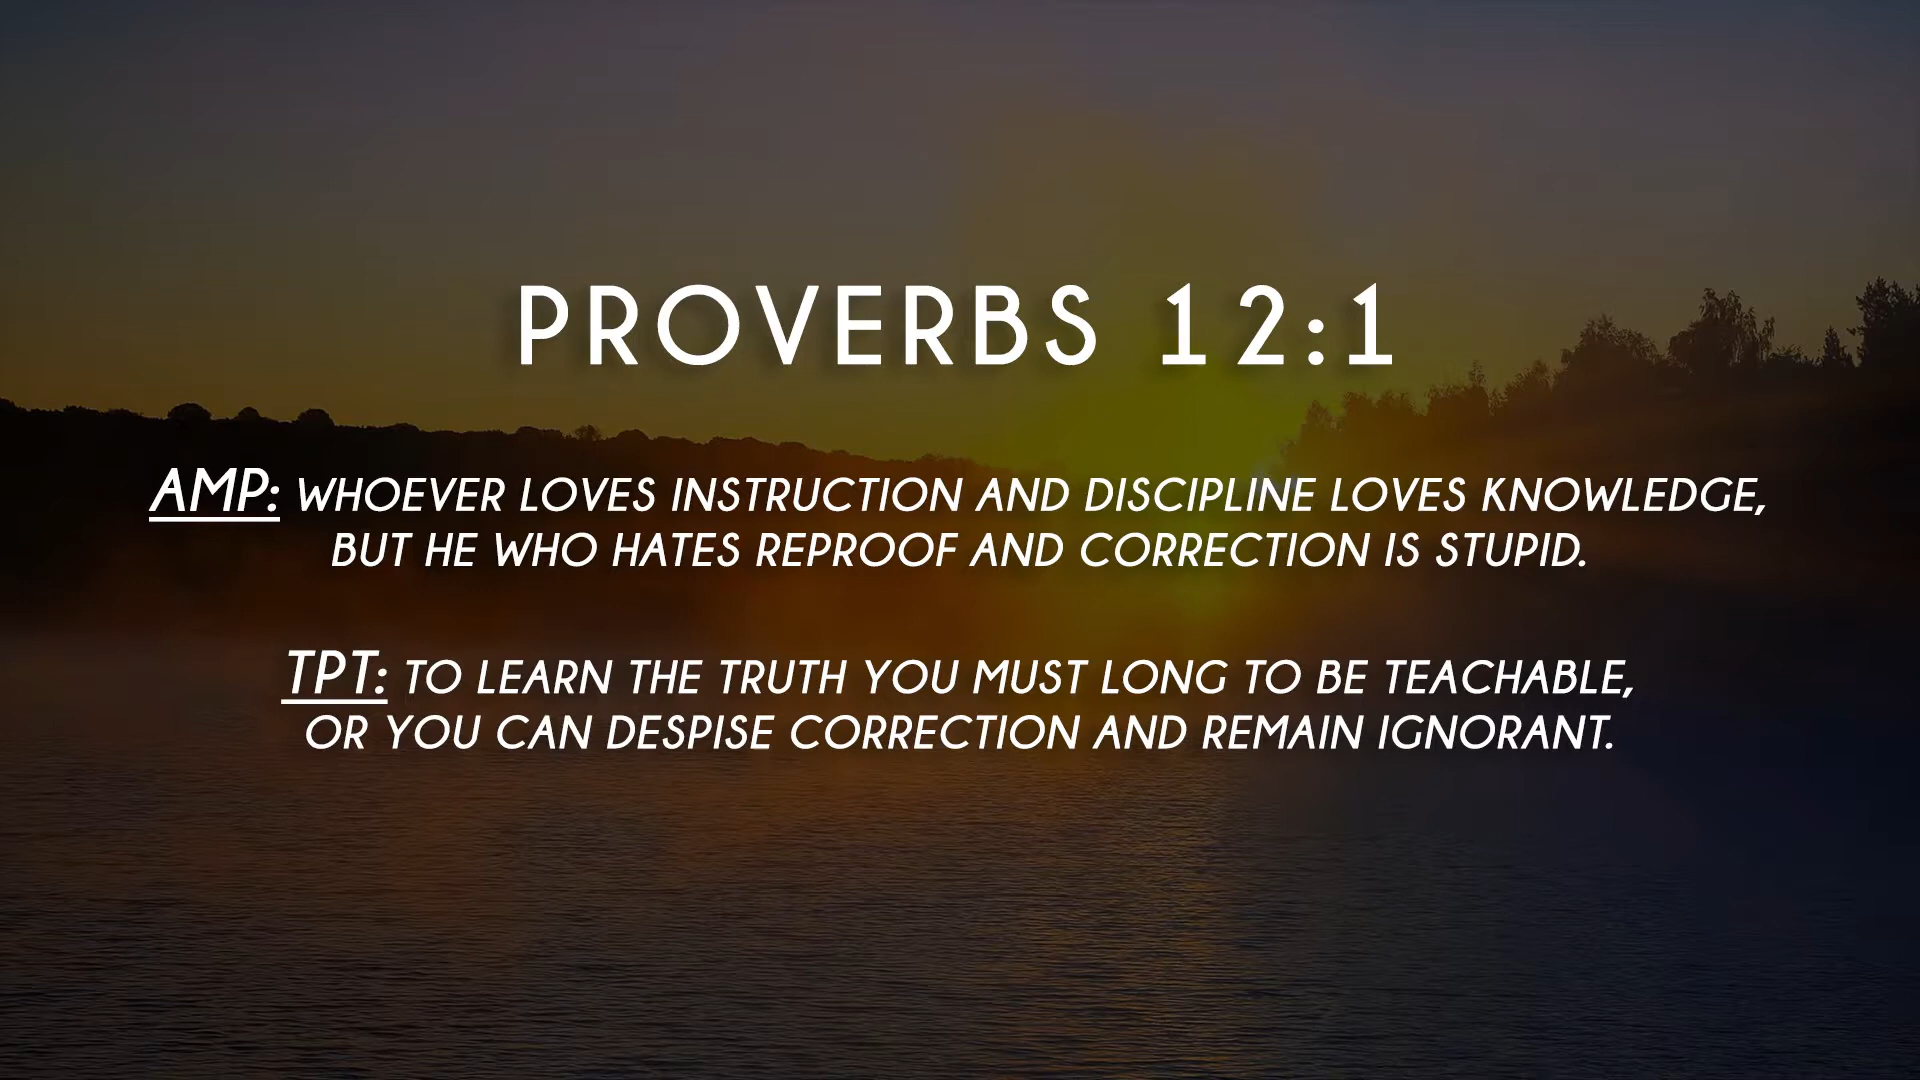 PROVERBS 12:1
AMP: WHOEVER LOVES INSTRUCTION AND DISCIPLINE LOVES KNOWLEDGE,
BUT HE WHO HATES REPROOF AND CORRECTION IS STUPID.
TPT: TO LEARN THE TRUTH YOU MUST LONG TO BE TEACHABLE,
OR YOU CAN DESPISE CORRECTION AND REMAIN IGNORANT.